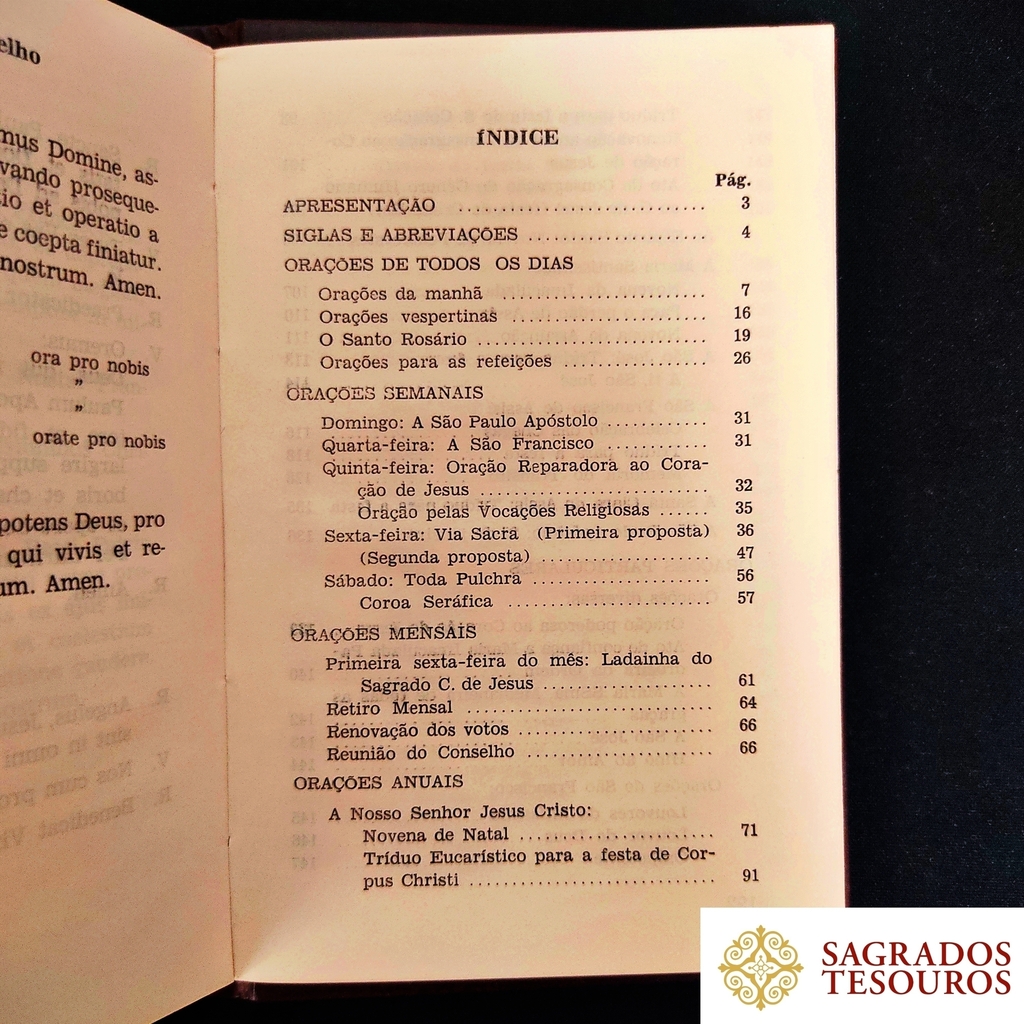 elho
mus Domine, as-
vando proseque-
io et operatio a
e coepta finiatur.
nostrum. Amen.
ora pro nobis
"
"
orate pro nobis
potens Deus, pro
qui vivis et re-
um. Amen.
ÍNDICE
Pág.
APRESENTAÇÃO .............................. 3
SIGLAS E ABREVIAÇÕES ...................... 4
ORAÇÕES DE TODOS OS DIAS
Orações da manhã ......................... 7
Orações vespertinas ........................ 16
O Santo Rosário ........................... 19
Orações para as refeições .................. 26
ORAÇÕES SEMANAIS
Domingo: A São Paulo Apóstolo ............ 31
Quarta-feira: A São Francisco .............. 31
Quinta-feira: Oração Reparadora ao Cora-
ção de Jesus ........................... 32
Oração pelas Vocações Religiosas ...... 35
Sexta-feira: Via Sacra (Primeira proposta) 36
(Segunda proposta) ..................... 47
Sábado: Toda Pulchra ..................... 56
Coroa Seráfica ......................... 57
ORAÇÕES MENSAIS
Primeira sexta-feira do mês: Ladainha do
Sagrado C. de Jesus .................... 61
Retiro Mensal ............................. 64
Renovação dos votos ....................... 66
Reunião do Conselho ...................... 66
ORAÇÕES ANUAIS
A Nosso Senhor Jesus Cristo:
Novena de Natal ....................... 71
Tríduo Eucarístico para a festa de Cor-
pus Christi ............................. 91
SAGRADOS
TESOUROS